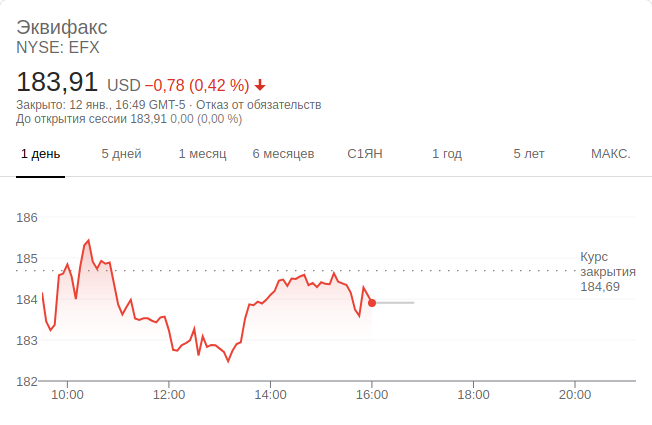 Эквифакс
NYSE: EFX
183,91 USD −0,78 (0,42 %)
Закрыто: 12 янв., 16:49 GMT-5 · Отказ от обязательств
До открытия сессии 183,91 0,00 (0,00 %)
1 день 5 дней 1 месяц 6 месяцев С1ЯН 1 год 5 лет МАКС.
186
185
184
183
182
Курс
закрытия
184,69
10:00 12:00 14:00 16:00 18:00 20:00